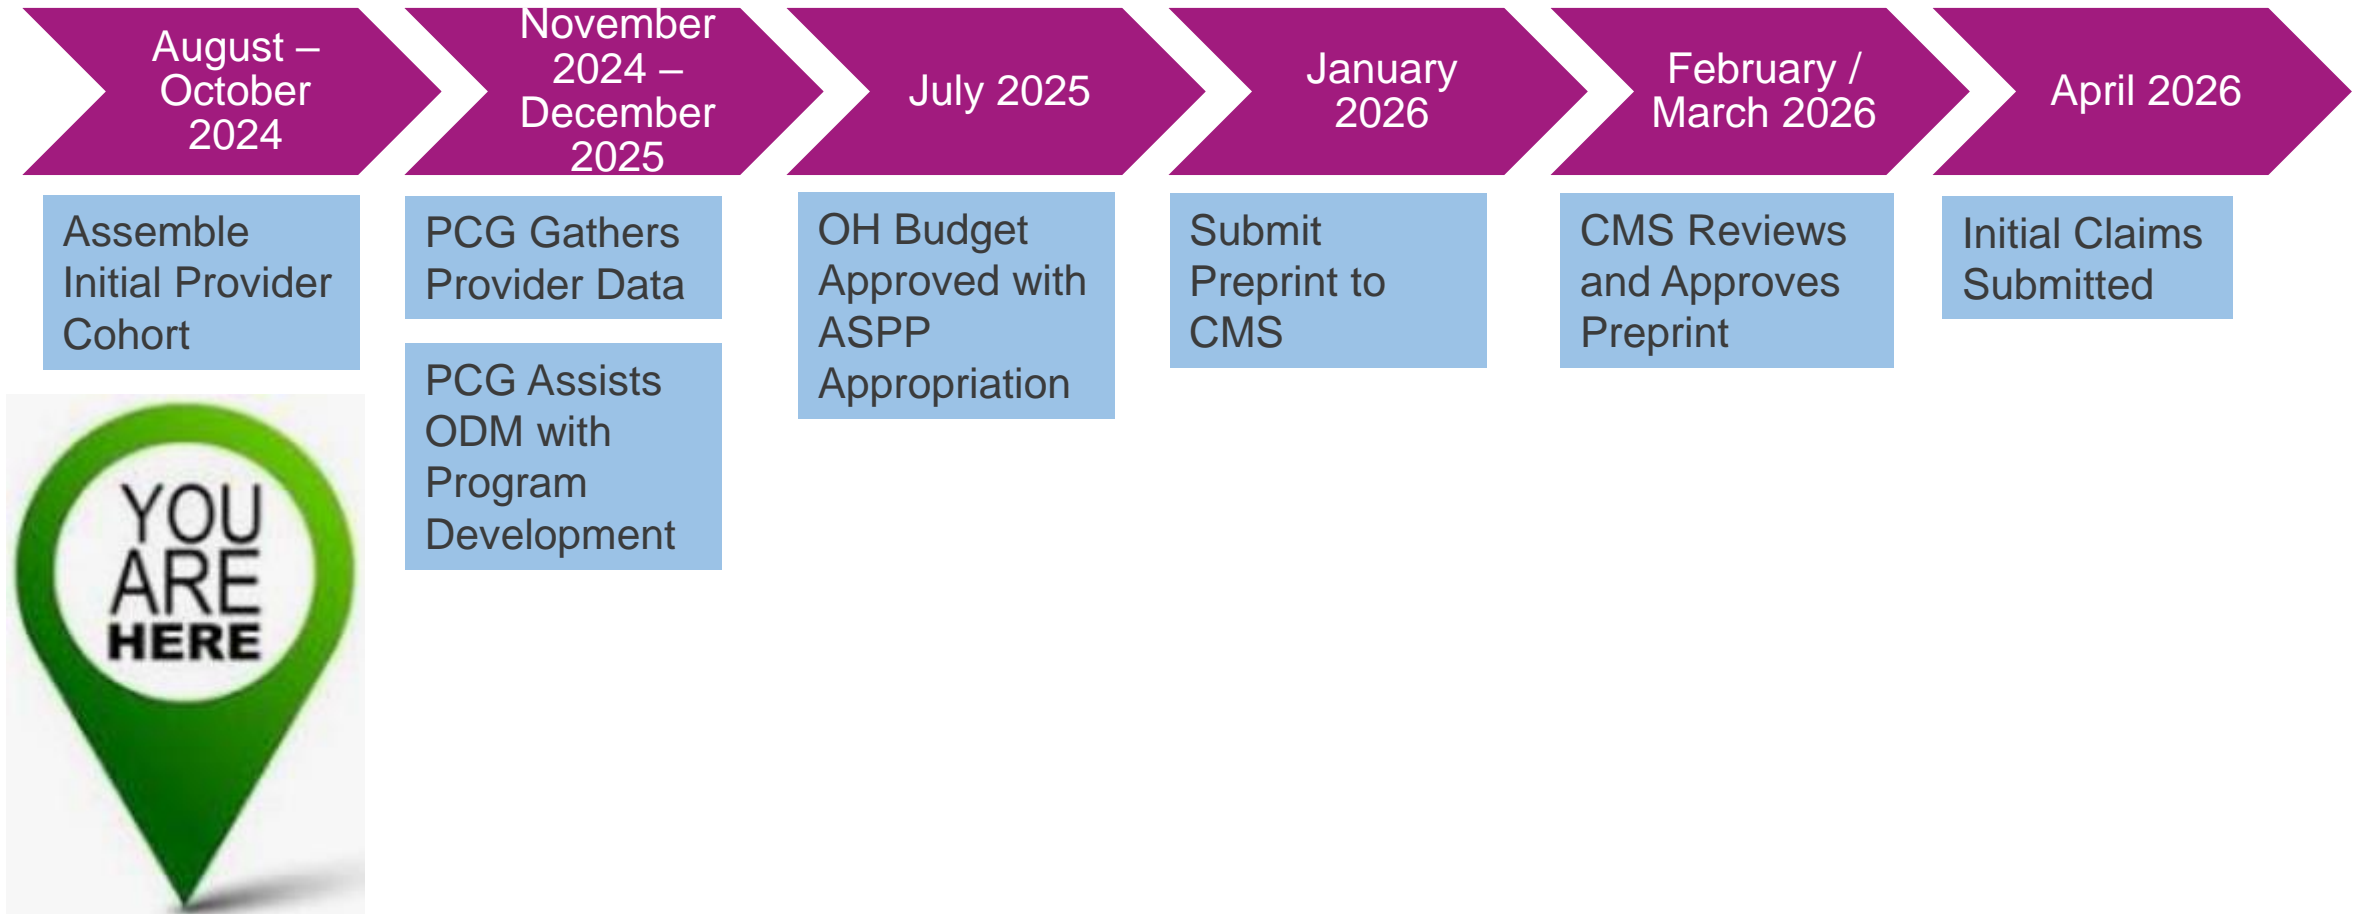 August –
October
2024
November
2024 –
December
2025
July 2025
January
2026
February /
March 2026
April 2026
Assemble
Initial Provider
Cohort
PCG Gathers
Provider Data
PCG Assists
ODM with
Program
Development
OH Budget
Approved with
ASPP
Appropriation
Submit
Preprint to
CMS
CMS Reviews
and Approves
Preprint
Initial Claims
Submitted
YOU
ARE
HERE